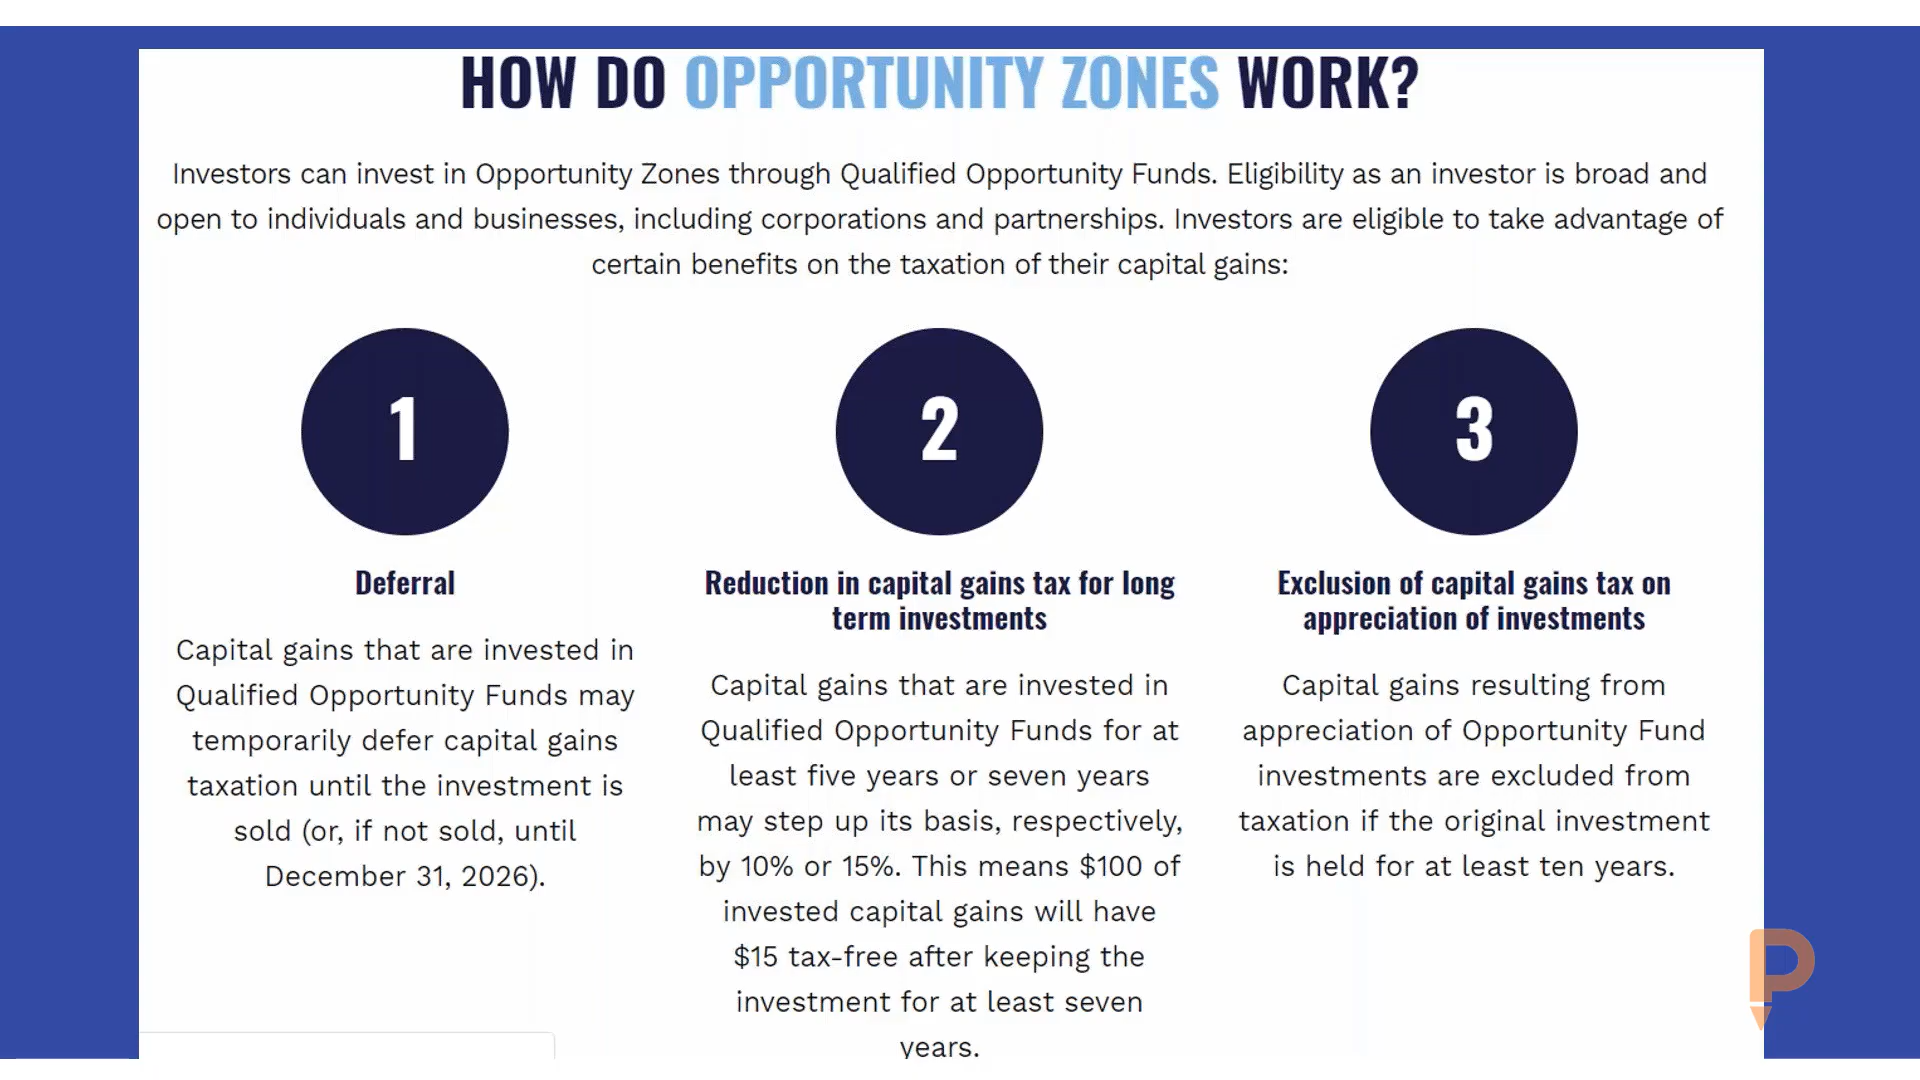 HOW DO OPPORTUNITY ZONES WORK?
Investors can invest in Opportunity Zones through Qualified Opportunity Funds. Eligibility as an investor is broad and
open to individuals and businesses, including corporations and partnerships. Investors are eligible to take advantage of
certain benefits on the taxation of their capital gains:
1
Deferral
Capital gains that are invested in
Qualified Opportunity Funds may
temporarily defer capital gains
taxation until the investment is
sold (or, if not sold, until
December 31, 2026).
2
Reduction in capital gains tax for long
term investments
Capital gains that are invested in
Qualified Opportunity Funds for at
least five years or seven years
may step up its basis, respectively,
by 10% or 15%. This means $100 of
invested capital gains will have
$15 tax-free after keeping the
investment for at least seven
years.
3
Exclusion of capital gains tax on
appreciation of investments
Capital gains resulting from
appreciation of Opportunity Fund
investments are excluded from
taxation if the original investment
is held for at least ten years.
P